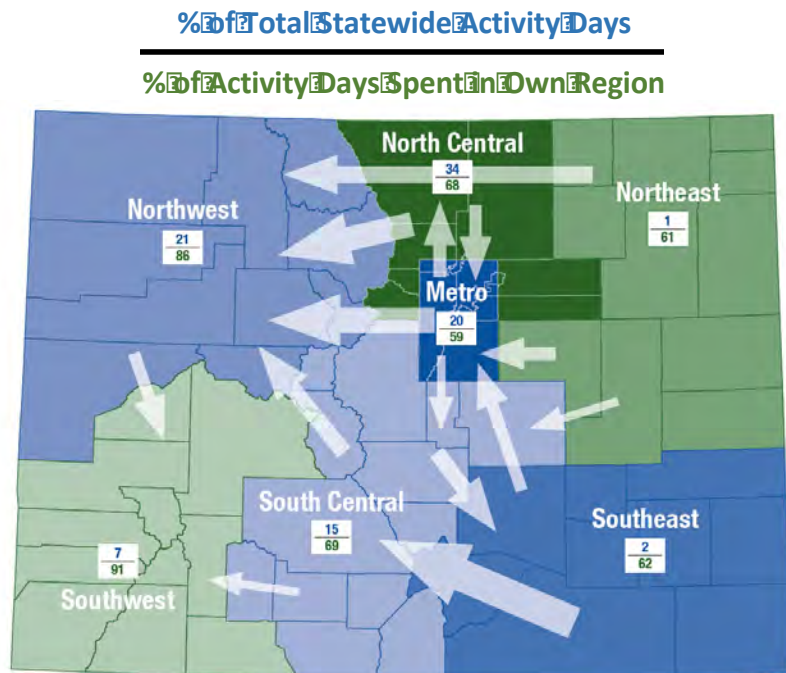 % of Total Statewide Activity Days
% of Activity Days Spent in Own Region
North Central
34
68
Northeast
1
61
Northwest
21
86
Metro
20
59
South Central
15
69
Southeast
2
62
7
91
Southwest